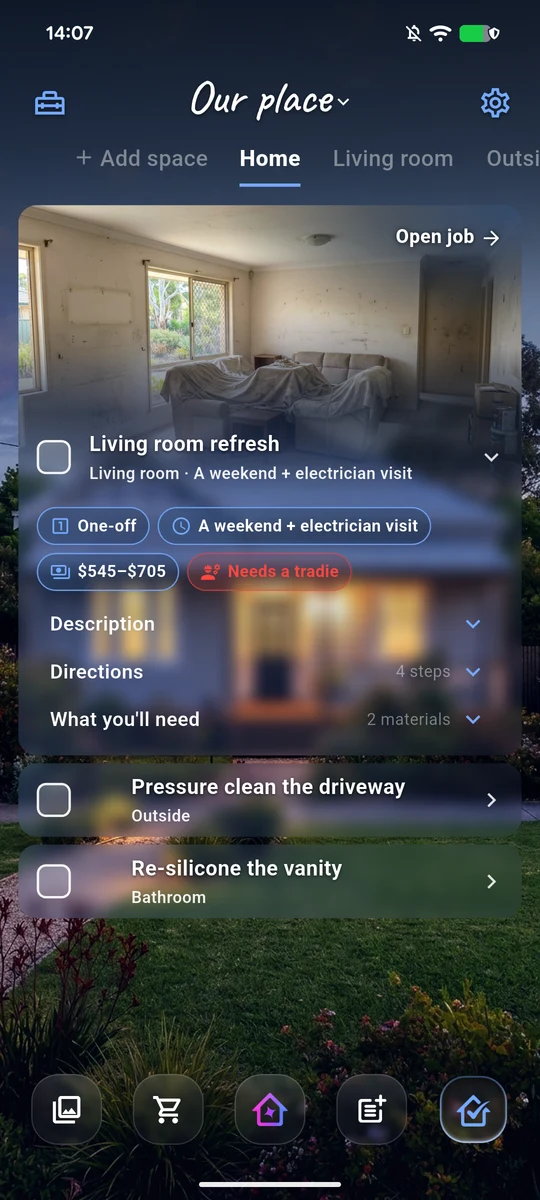 14:07
Our place
+ Add space
Home
Living room
Outsi
Open job →
Living room refresh
Living room · A weekend + electrician visit
1 One-off
A weekend + electrician visit
$545–$705
Needs a tradie
Description
Directions
4 steps
What you'll need
2 materials
Pressure clean the driveway
Outside
Re-silicone the vanity
Bathroom